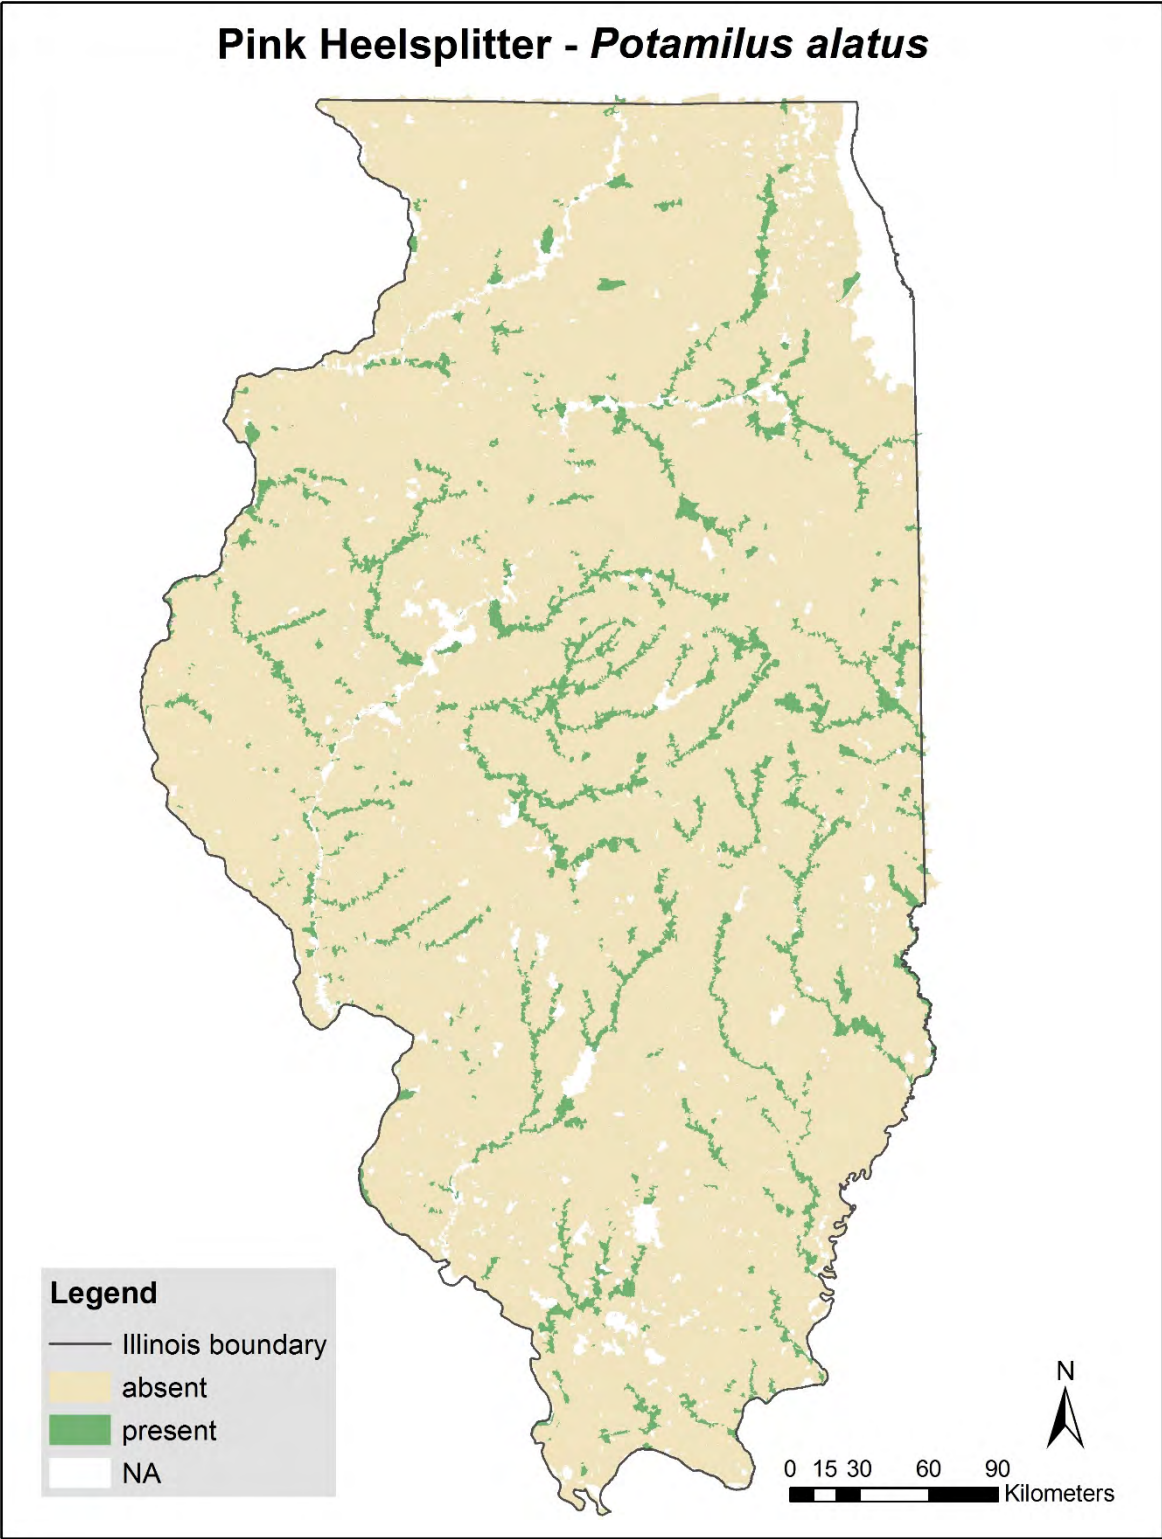 Pink Heelsplitter - Potamilus alatus
Legend
Illinois boundary
absent
present
NA
N
0 15 30 60 90
Kilometers